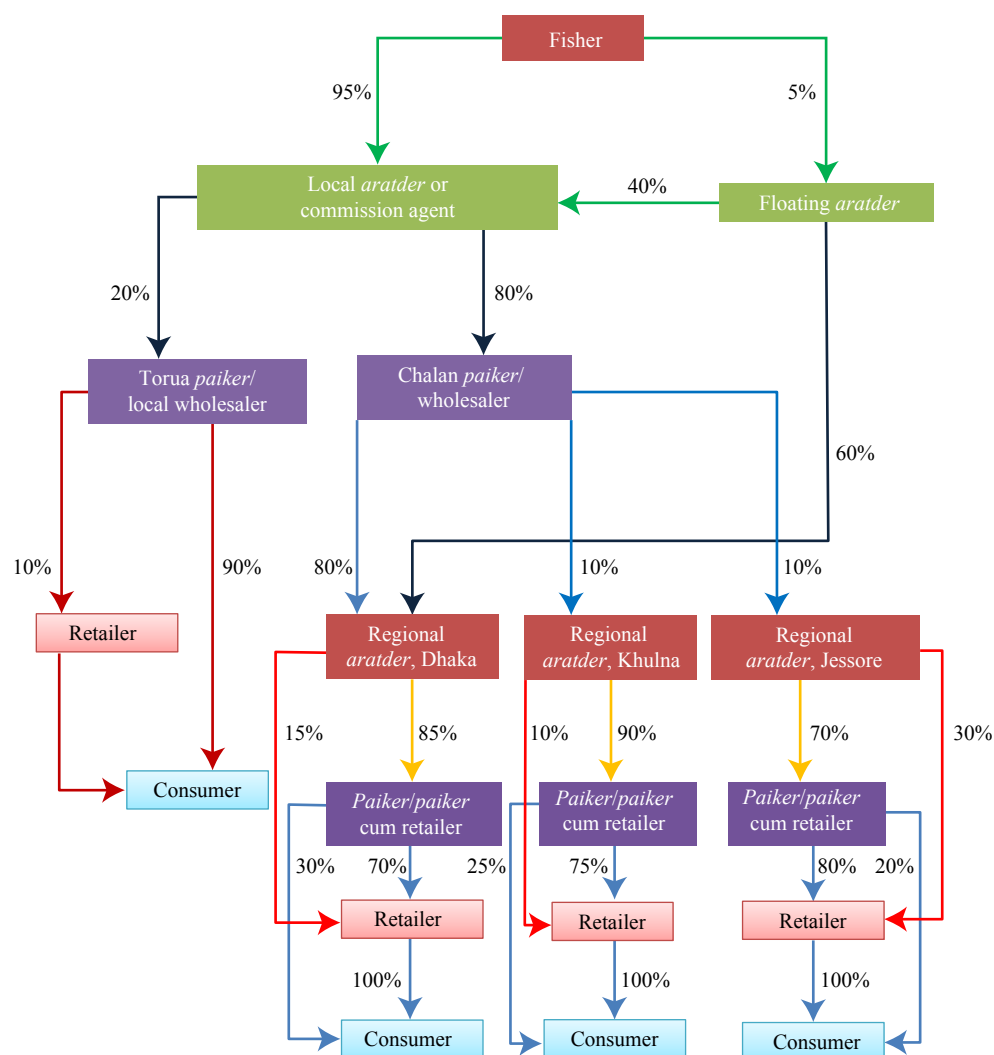 Fisher
95%
5%
Local aratder or
commission agent
40%
Floating aratder
20%
80%
Torua paiker/
local wholesaler
Chalan paiker/
wholesaler
60%
10%
90%
80%
10%
10%
Retailer
Regional
aratder, Dhaka
Regional
aratder, Khulna
Regional
aratder, Jessore
15%
85%
10%
90%
70%
30%
Consumer
Paiker/paiker
cum retailer
Paiker/paiker
cum retailer
Paiker/paiker
cum retailer
30%
70%
25%
75%
80%
20%
Retailer
Retailer
Retailer
100%
100%
100%
Consumer
Consumer
Consumer